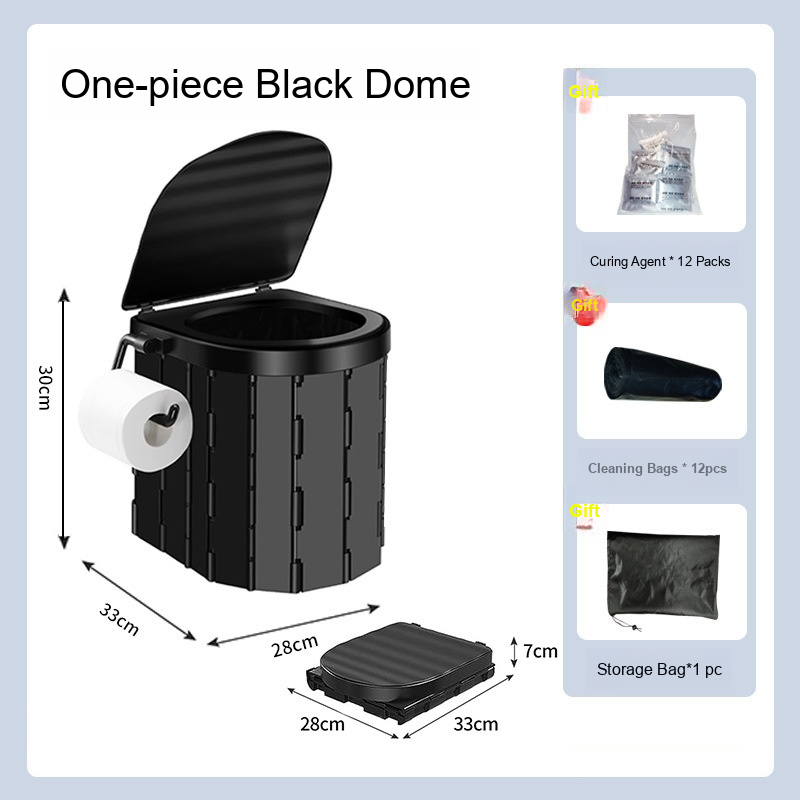 One-piece Black Dome
Gift
Curing Agent * 12 Packs
Gift
Cleaning Bags * 12pcs
Gift
Storage Bag*1 pc
30cm
33cm
28cm
7cm
28cm
33cm